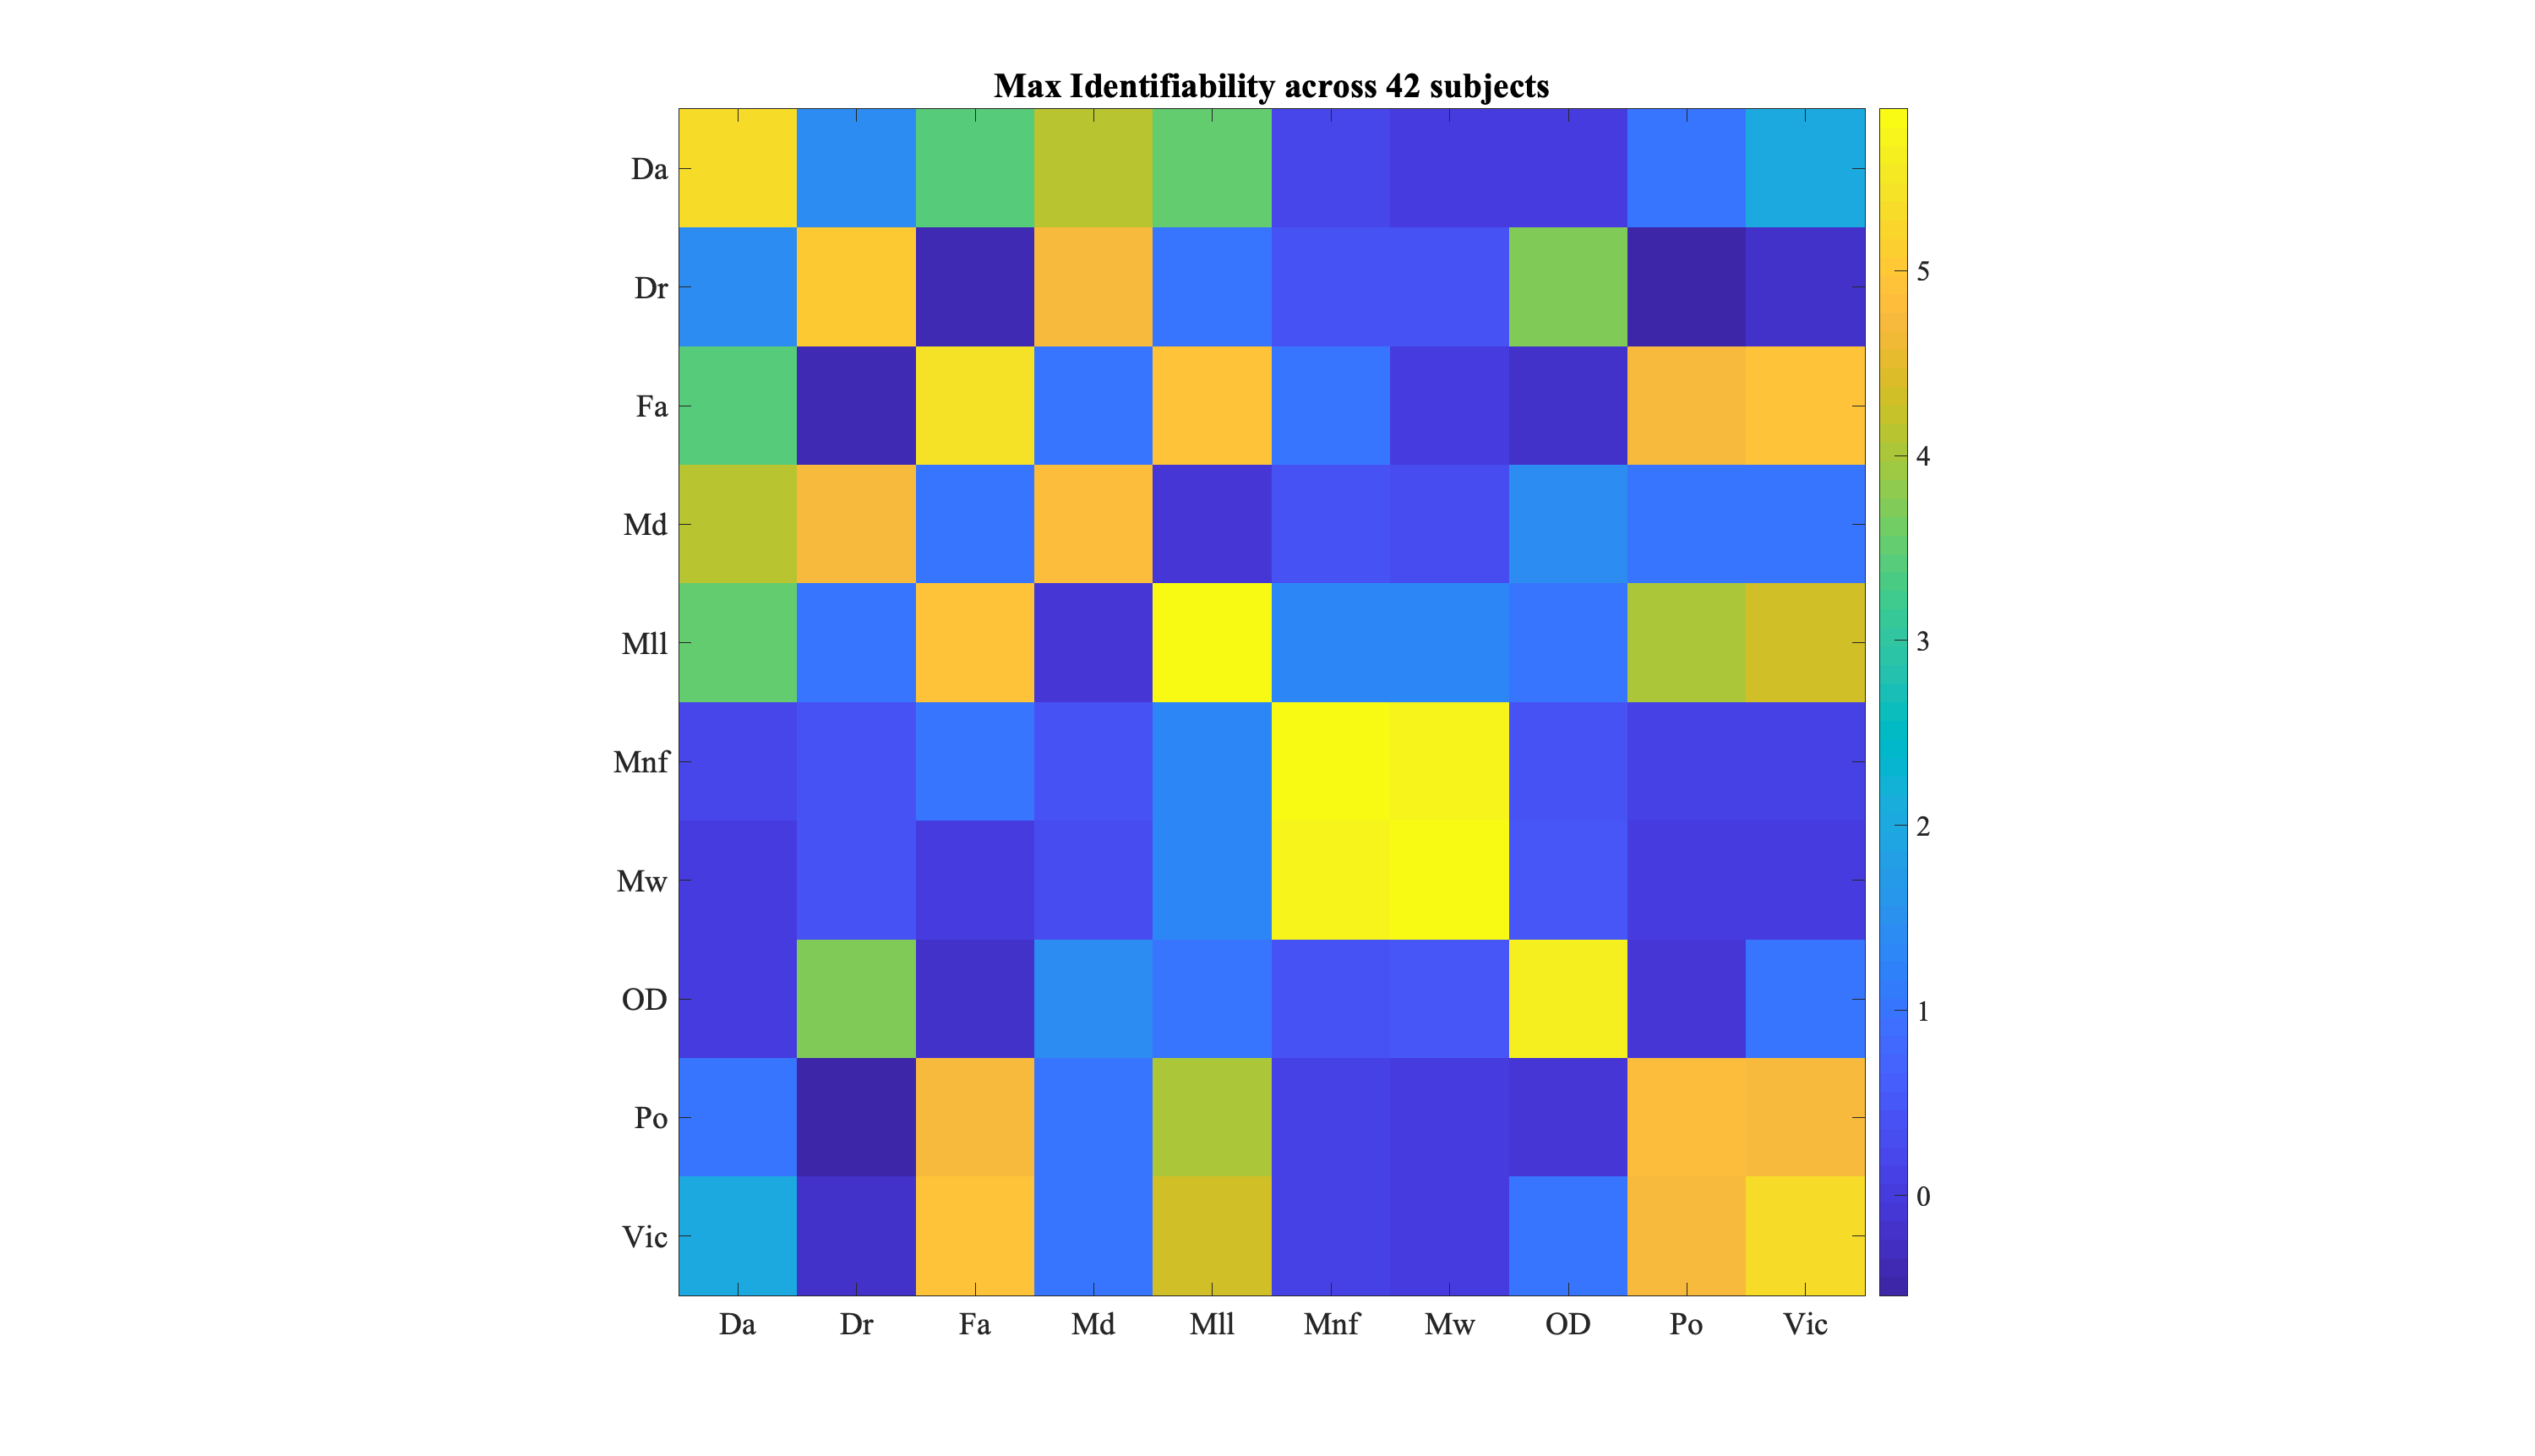 Max Identifiability across 42 subjects
Da
Dr
Fa
Md
Mll
Mnf
Mw
OD
Po
Vic
Da Dr Fa Md Mll Mnf Mw OD Po Vic
5
4
3
2
1
0